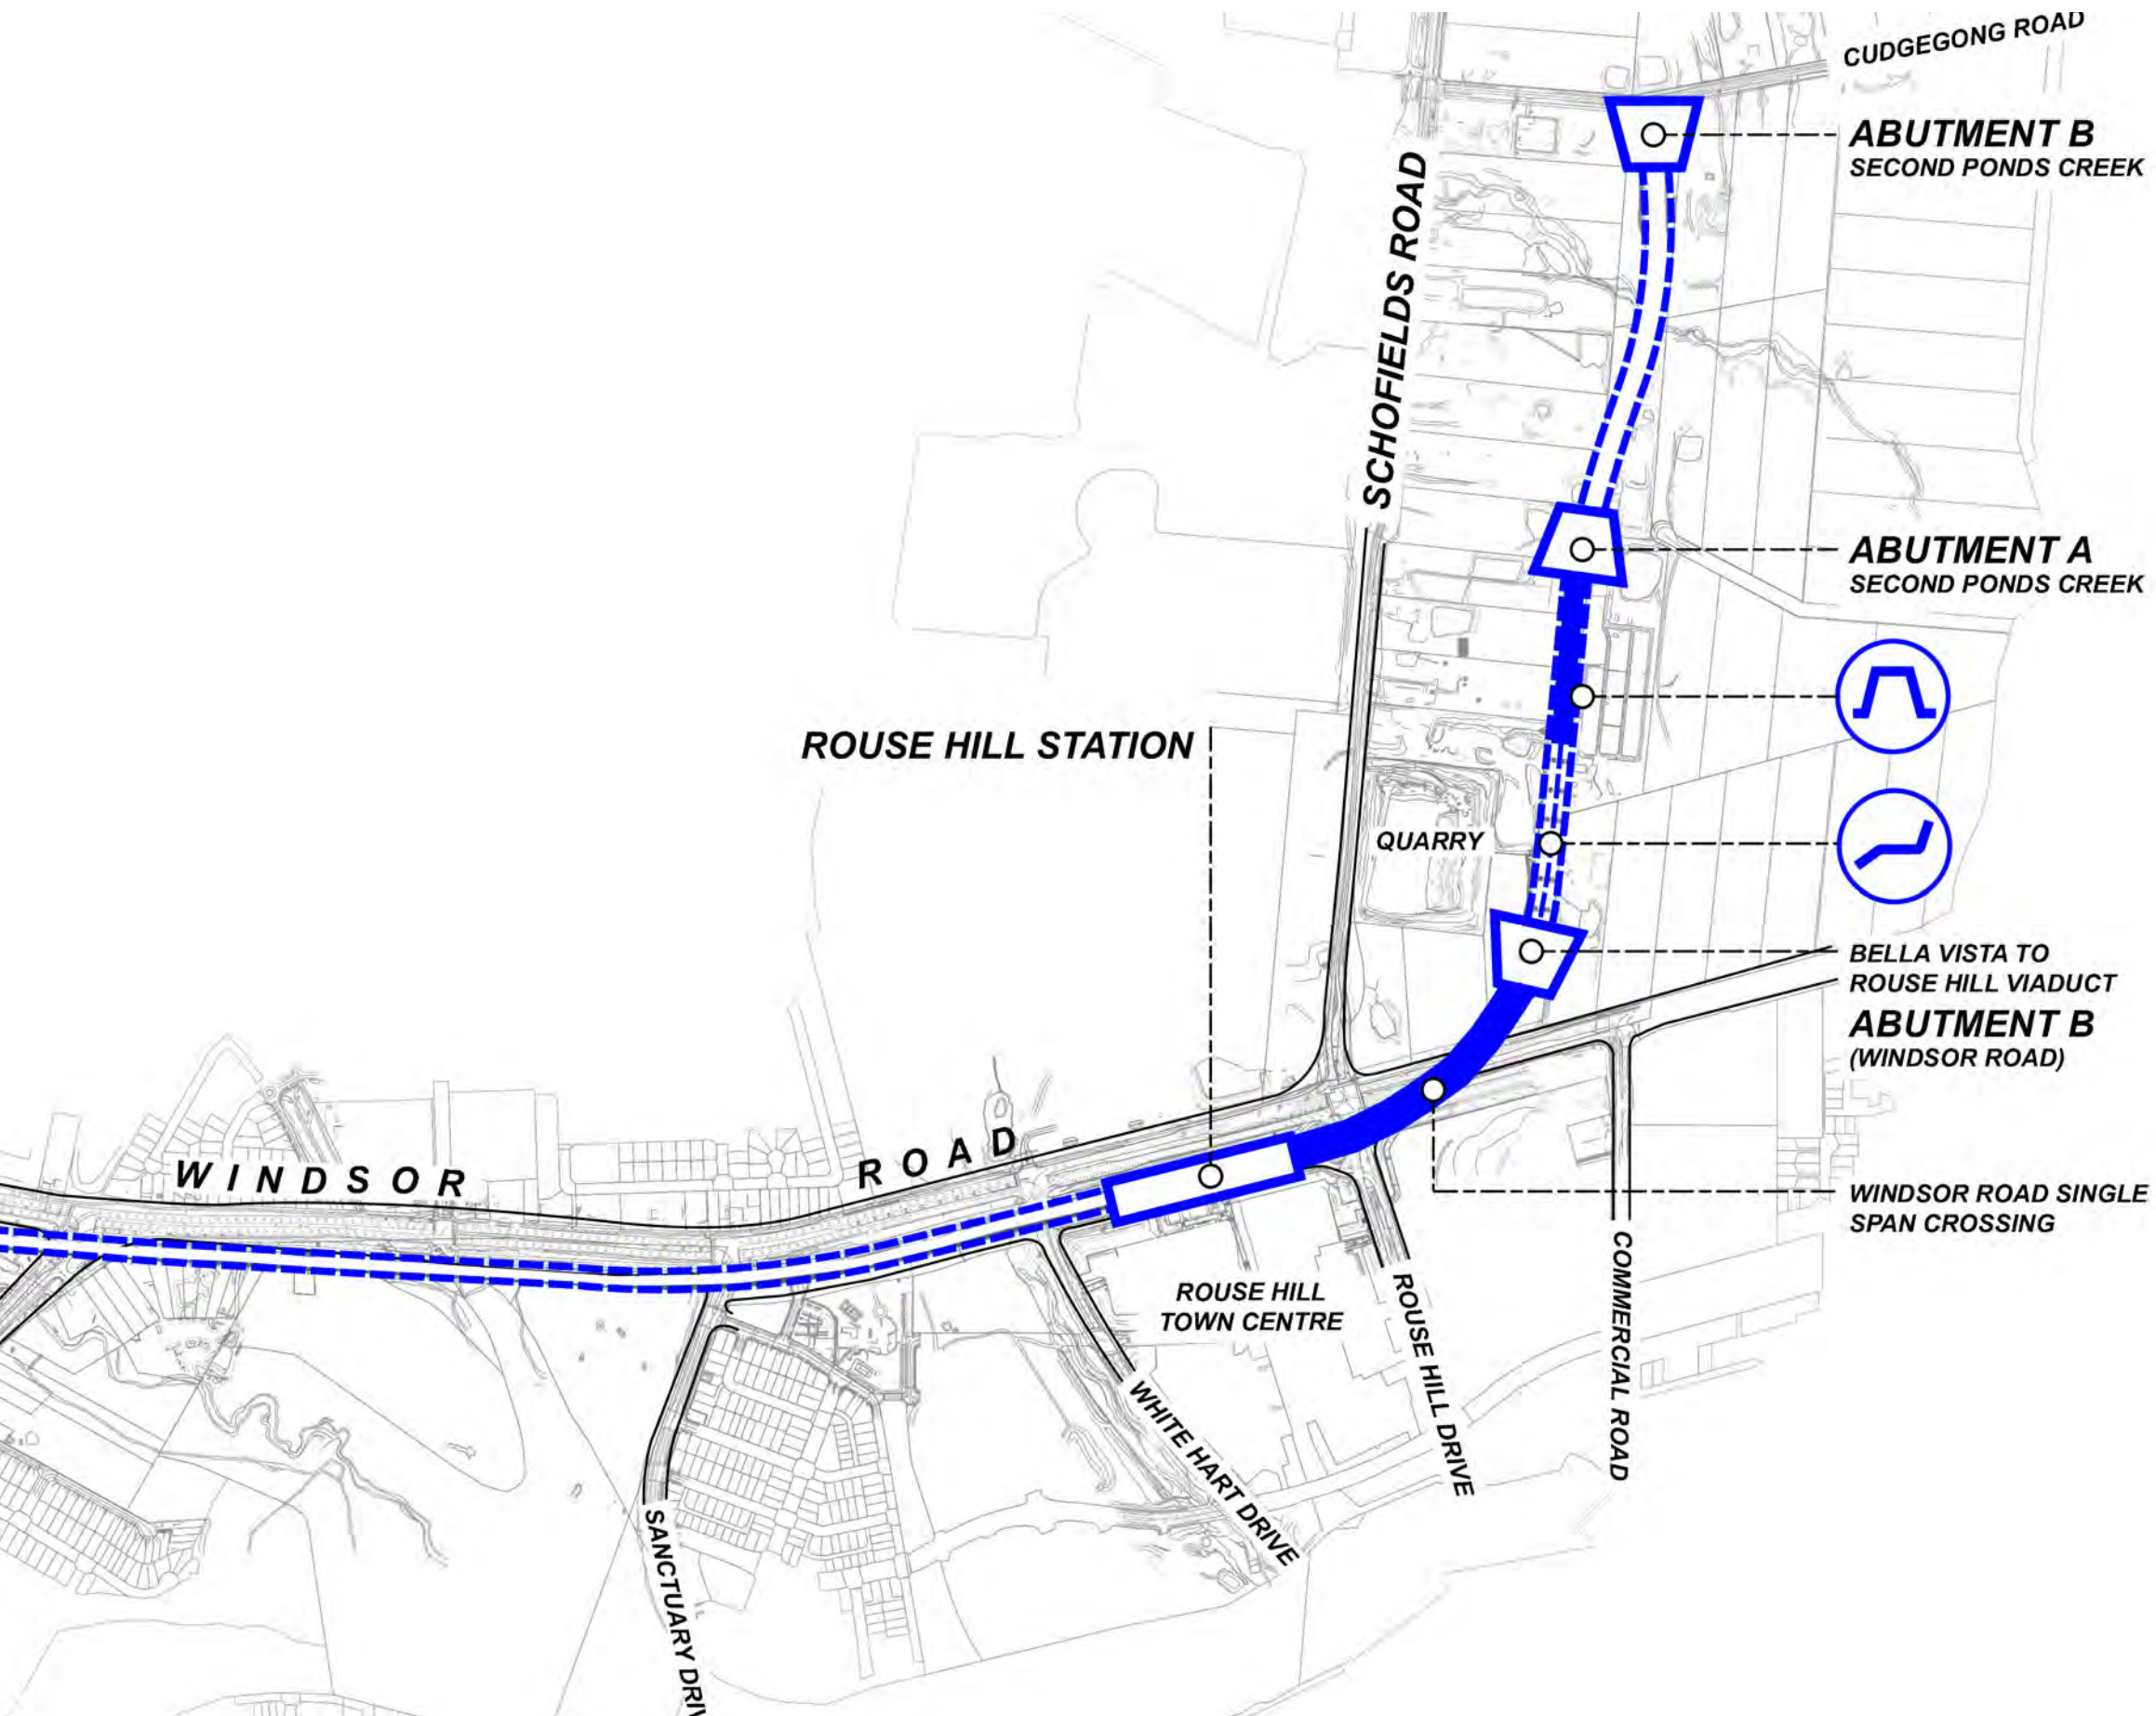 CUDGEGONG ROAD
ABUTMENT B
SECOND PONDS CREEK
SCHOFIELDS ROAD
ABUTMENT A
SECOND PONDS CREEK
ROUSE HILL STATION
QUARRY
BELLA VISTA TO
ROUSE HILL VIADUCT
ABUTMENT B
(WINDSOR ROAD)
WINDSOR ROAD
WINDSOR ROAD SINGLE
SPAN CROSSING
ROUSE HILL
TOWN CENTRE
ROUSE HILL DRIVE
COMMERCIAL ROAD
WHITE HART DRIVE
SANCTUARY DRIV